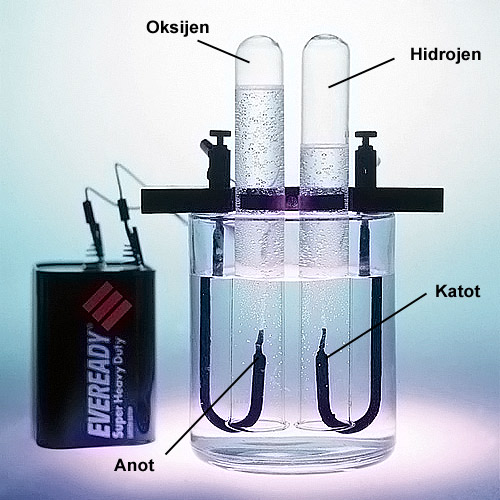 Oksijen
Hidrojen
Katot
Anot
EVEREADY®
Super Heavy Duty